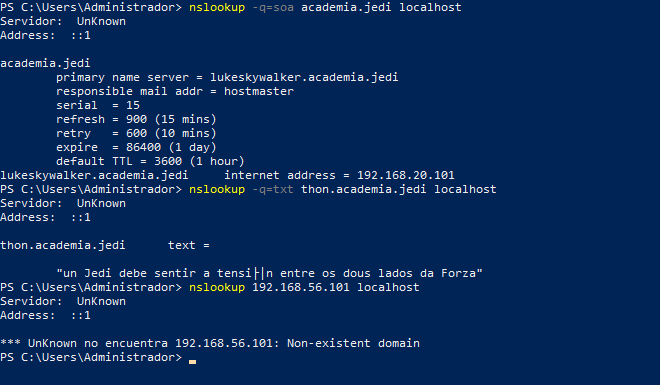 PS C:\Users\Administrador> nslookup -q=soa academia.jedi localhost
Servidor:  UnKnown
Address:  ::1

academia.jedi
        primary name server = lukeskywalker.academia.jedi
        responsible mail addr = hostmaster
        serial  = 15
        refresh = 900 (15 mins)
        retry   = 600 (10 mins)
        expire  = 86400 (1 day)
        default TTL = 3600 (1 hour)
lukeskywalker.academia.jedi     internet address = 192.168.20.101
PS C:\Users\Administrador> nslookup -q=txt thon.academia.jedi localhost
Servidor:  UnKnown
Address:  ::1

thon.academia.jedi      text =

        "un Jedi debe sentir a tensi├│n entre os dous lados da Forza"
PS C:\Users\Administrador> nslookup 192.168.56.101 localhost
Servidor:  UnKnown
Address:  ::1

*** UnKnown no encuentra 192.168.56.101: Non-existent domain
PS C:\Users\Administrador> _